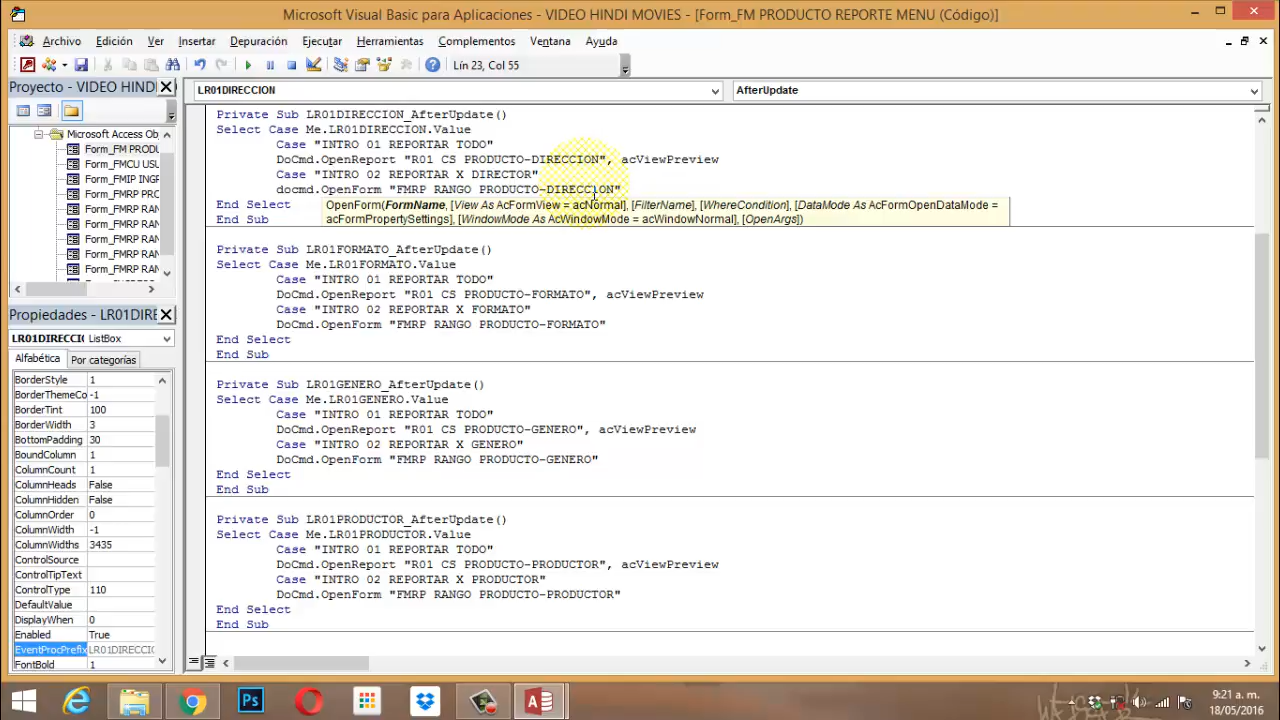 Microsoft Visual Basic para Aplicaciones - VIDEO HINDI MOVIES - [Form_FM PRODUCTO REPORTE MENU (Código)]
Archivo Edición Ver Insertar Depuración Ejecutar Herramientas Complementos Ventana Ayuda
Lín 23, Col 55
Proyecto - VIDEO HIND
LR01DIRECCION AfterUpdate
Microsoft Access Obj
Form_FM PRODU
Form_FMCU USU
Form_FMIP INGR
Form_FMRP PRO
Form_FMRP RAN
Form_FMRP RAN
Form_FMRP RAN
Form_FMRP RAN
Form_FMRP RAN
Private Sub LR01DIRECCION_AfterUpdate()
Select Case Me.LR01DIRECCION.Value
Case "INTRO 01 REPORTAR TODO"
DoCmd.OpenReport "R01 CS PRODUCTO-DIRECCION", acViewPreview
Case "INTRO 02 REPORTAR X DIRECTOR"
docmd.OpenForm "FMRP RANGO PRODUCTO-DIRECCION"
End Select
OpenForm(FormName, [View As AcFormView = acNormal], [FilterName], [WhereCondition], [DataMode As AcFormOpenDataMode =
acFormPropertySettings], [WindowMode As AcWindowMode = acWindowNormal], [OpenArgs])
End Sub
Private Sub LR01FORMATO_AfterUpdate()
Select Case Me.LR01FORMATO.Value
Case "INTRO 01 REPORTAR TODO"
DoCmd.OpenReport "R01 CS PRODUCTO-FORMATO", acViewPreview
Case "INTRO 02 REPORTAR X FORMATO"
DoCmd.OpenForm "FMRP RANGO PRODUCTO-FORMATO"
End Select
End Sub
Private Sub LR01GENERO_AfterUpdate()
Select Case Me.LR01GENERO.Value
Case "INTRO 01 REPORTAR TODO"
DoCmd.OpenReport "R01 CS PRODUCTO-GENERO", acViewPreview
Case "INTRO 02 REPORTAR X GENERO"
DoCmd.OpenForm "FMRP RANGO PRODUCTO-GENERO"
End Select
End Sub
Private Sub LR01PRODUCTOR_AfterUpdate()
Select Case Me.LR01PRODUCTOR.Value
Case "INTRO 01 REPORTAR TODO"
DoCmd.OpenReport "R01 CS PRODUCTO-PRODUCTOR", acViewPreview
Case "INTRO 02 REPORTAR X PRODUCTOR"
DoCmd.OpenForm "FMRP RANGO PRODUCTO-PRODUCTOR"
End Select
End Sub
Propiedades - LR01DIRE
LR01DIRECCI ListBox
Alfabética Por categorías
BorderStyle 1
BorderThemeCo -1
BorderTint 100
BorderWidth 3
BottomPadding 30
BoundColumn 1
ColumnCount 1
ColumnHeads False
ColumnHidden False
ColumnOrder 0
ColumnWidth -1
ColumnWidths 3435
ControlSource
ControlTipText
ControlType 110
DefaultValue
DisplayWhen 0
Enabled True
EventProcPrefix LR01DIRECCIO
FontBold 1
9:21 a. m.
18/05/2016